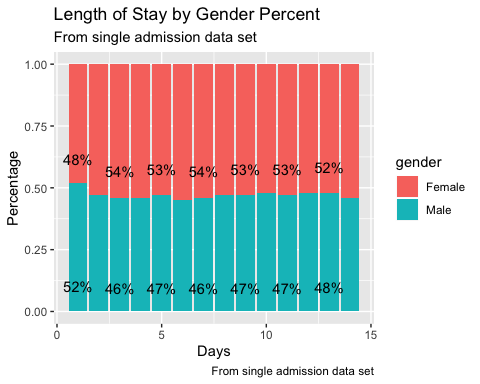 Length of Stay by Gender Percent
From single admission data set
1.00
0.75
0.50
0.25
0.00
Percentage
48% 54% 53% 54% 53% 53% 52%
52% 46% 47% 46% 47% 47% 48%
0 5 10 15
Days
gender
Female
Male
From single admission data set